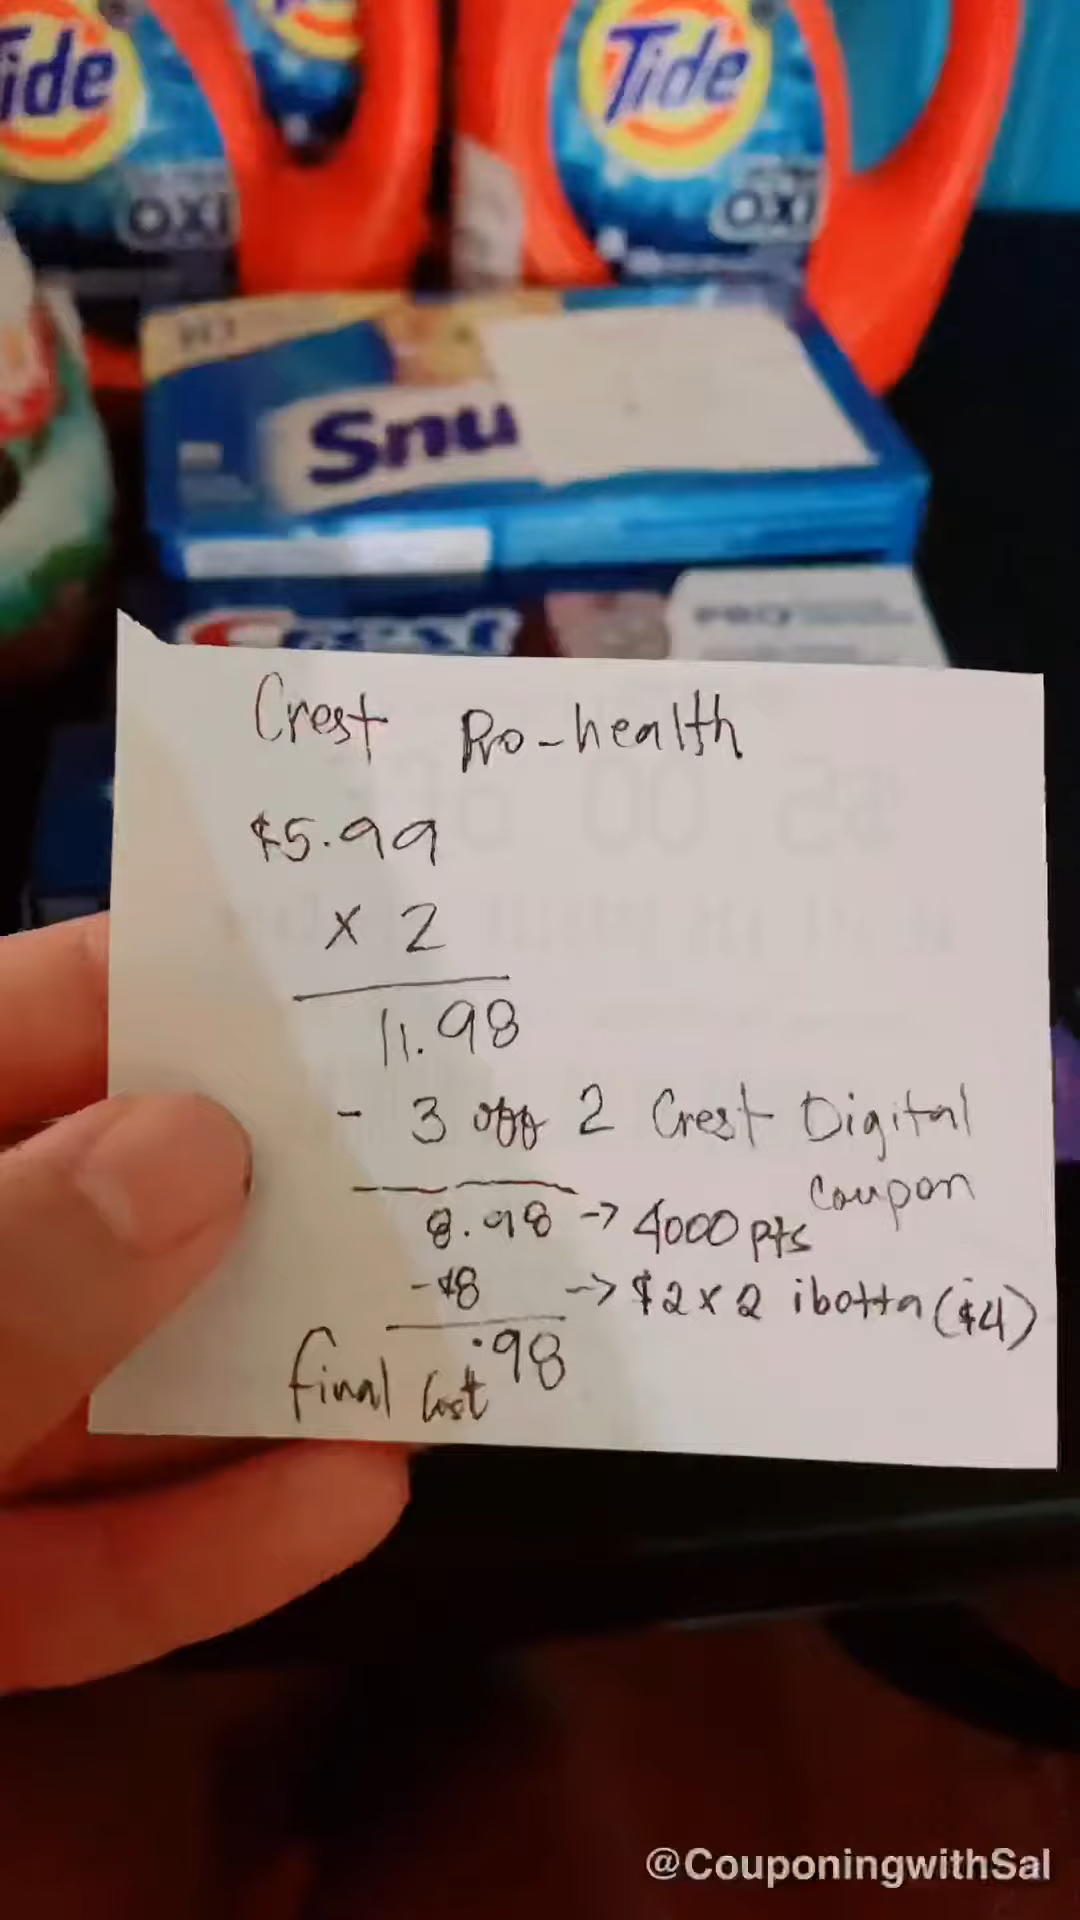 Tide
OXI
Tide
OXI
Snu
Crest
PRO
Crest Pro-health
$5.99
x 2
11.98
- 3 off 2 Crest Digital
coupon
8.98 -> 4000 pts
-$8 -> $2 x 2 ibotta ($4)
.98
final cost
@CouponingwithSal